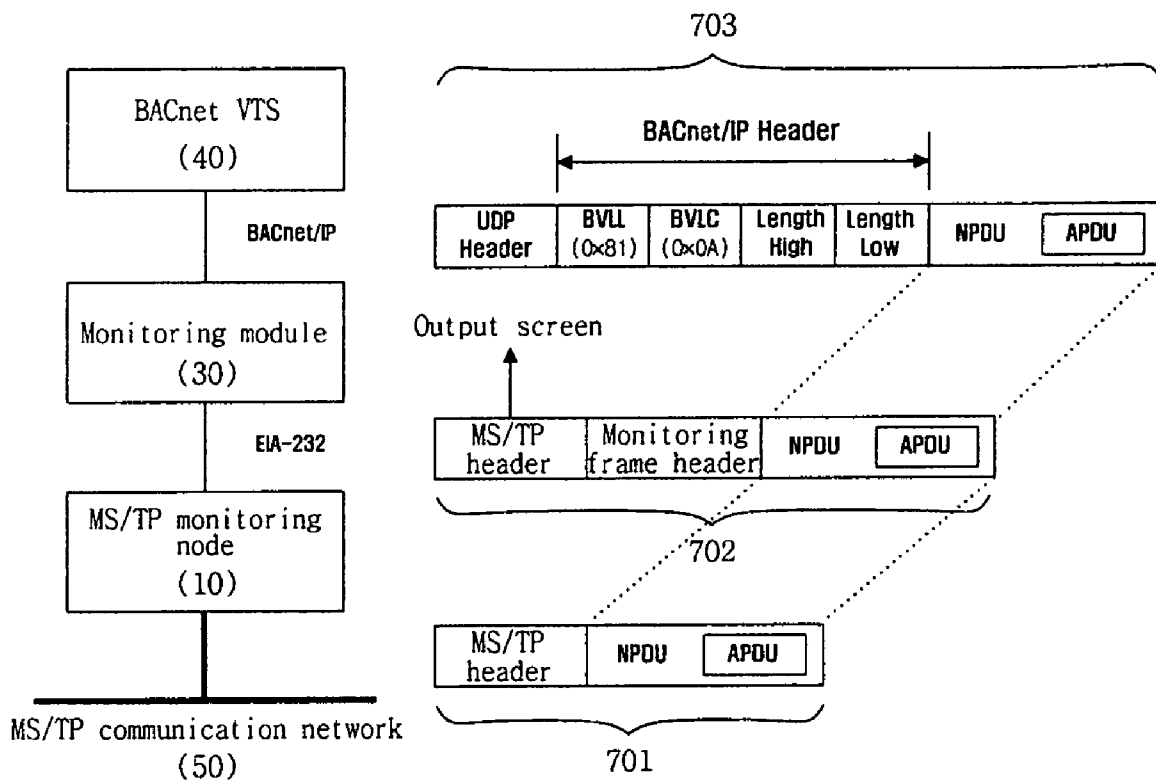 703
BACnet VTS
(40)
BACnet/IP Header
BACnet/IP
UDP Header
BVLL (0x81)
BVLC (0x0A)
Length High
Length Low
NPDU
APDU
Monitoring module
(30)
Output screen
EIA-232
MS/TP header
Monitoring frame header
NPDU
APDU
MS/TP monitoring
node
(10)
702
MS/TP header
NPDU
APDU
MS/TP communication network
(50)
701